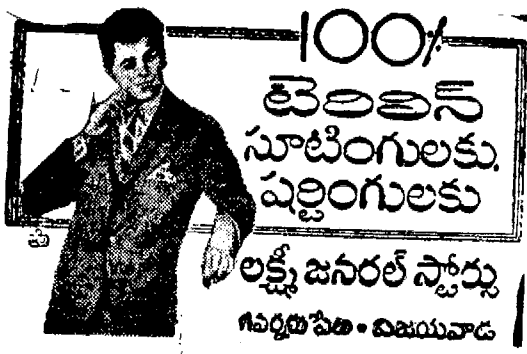 100%
టెరిలిన్
సూటింగులకు,
షర్టింగులకు
లక్ష్మీ జనరల్ స్టోర్సు
గవర్నరు పేట • విజయవాడ